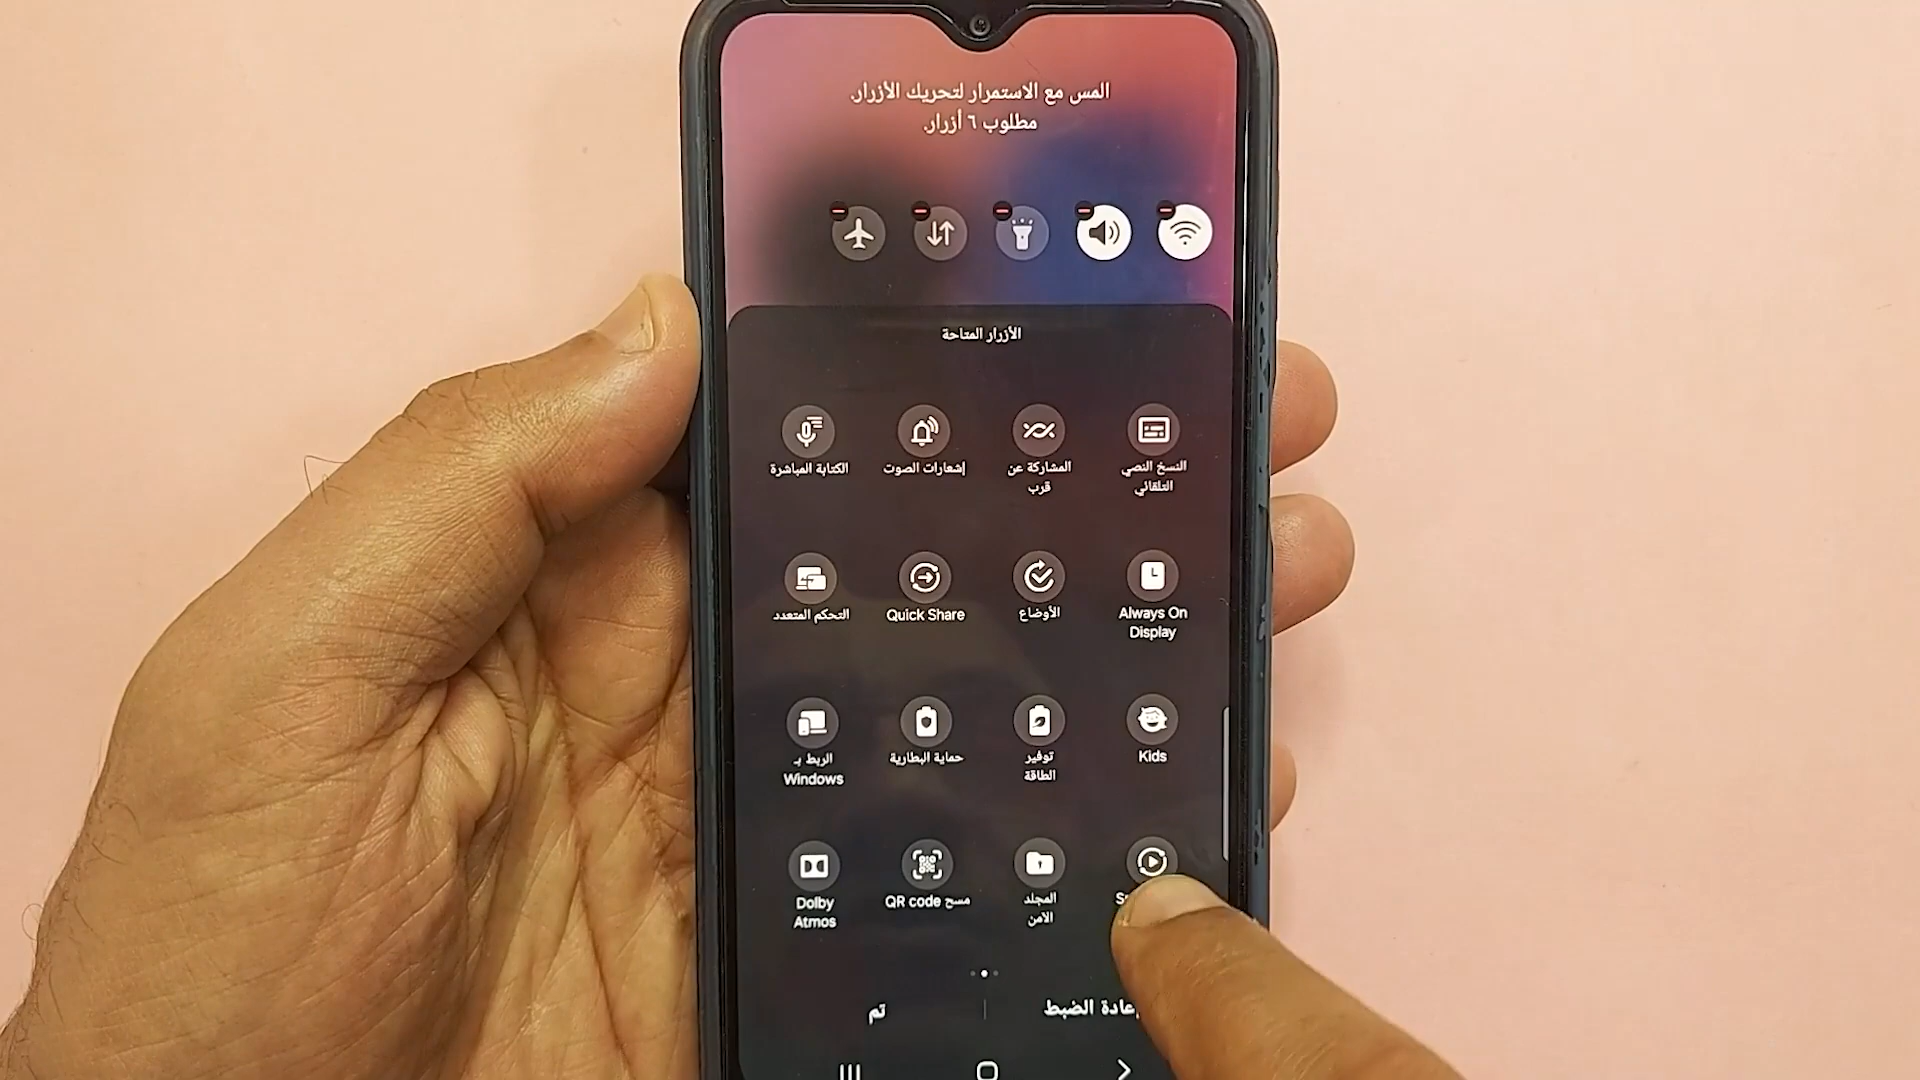 المس مع الاستمرار لتحريك الأزرار.
مطلوب ٦ أزرار.
الأزرار المتاحة
النسخ النصي
التلقائي
المشاركة عن
قرب
إشعارات الصوت
الكتابة المباشرة
Always On
Display
الأوضاع
Quick Share
التحكم المتعدد
Kids
توفير
الطاقة
حماية البطارية
الربط بـ
Windows
المجلد
الآمن
مسح QR code
Dolby
Atmos
إعادة الضبط
تم